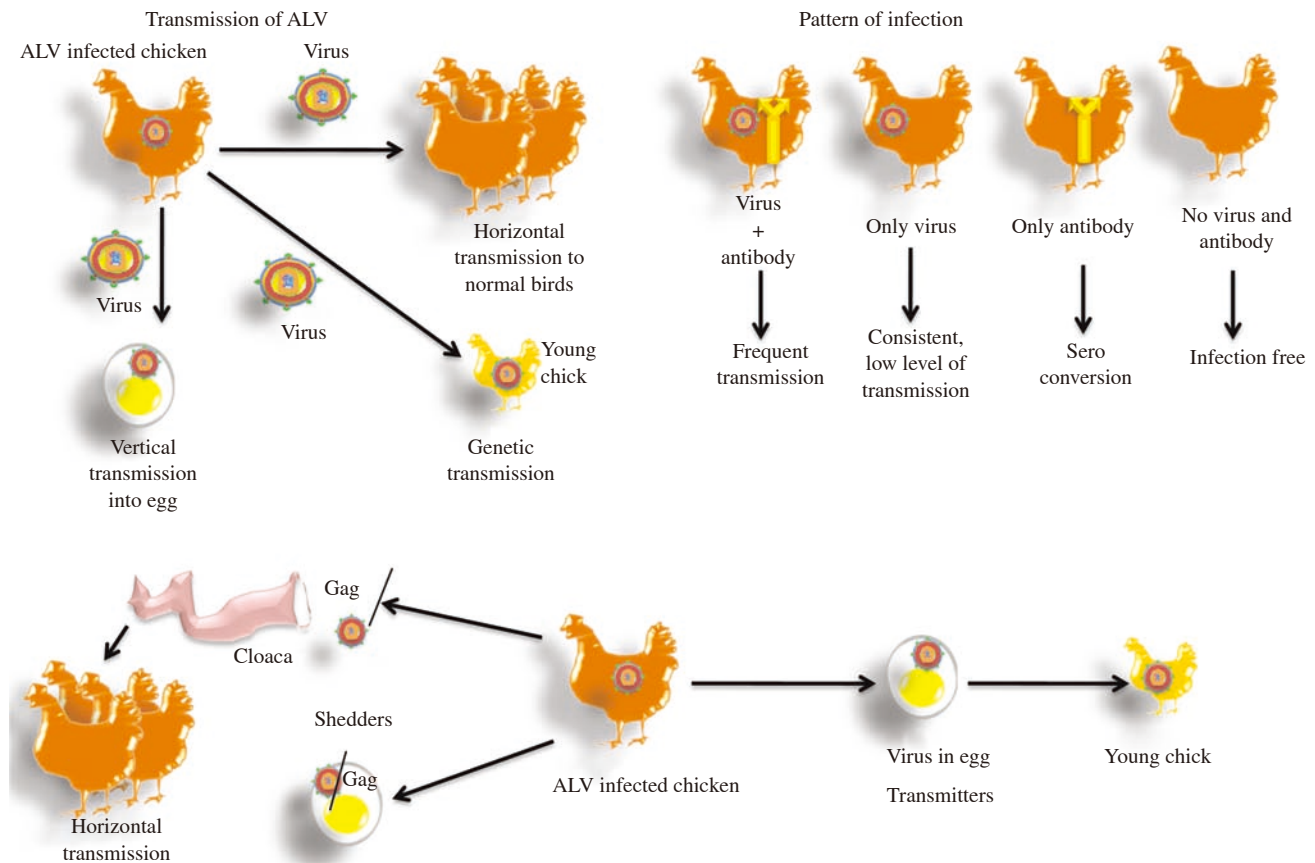 Transmission of ALV
ALV infected chicken
Virus
Horizontal
transmission to
normal birds
Virus
Virus
Young
chick
Vertical
transmission
into egg
Genetic
transmission
Pattern of infection
Virus
+
antibody
Only virus
Only antibody
No virus and
antibody
Frequent
transmission
Consistent,
low level of
transmission
Sero
conversion
Infection free
Gag
Cloaca
Shedders
Gag
Horizontal
transmission
ALV infected chicken
Virus in egg
Transmitters
Young chick